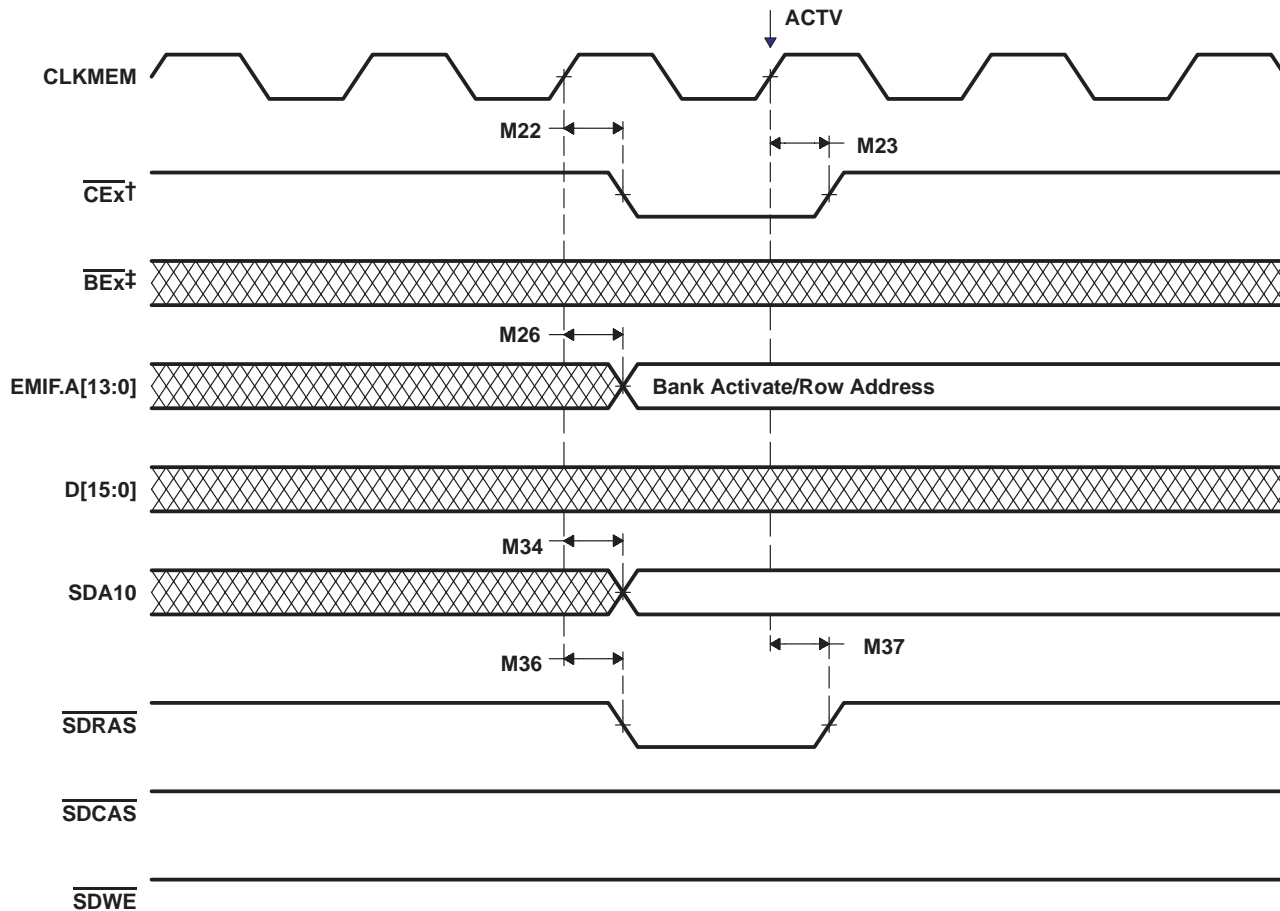 ACTV
CLKMEM
M22
M23
CEx†
BEx‡
M26
EMIF.A[13:0]
Bank Activate/Row Address
D[15:0]
M34
SDA10
M36
M37
SDRAS
SDCAS
SDWE